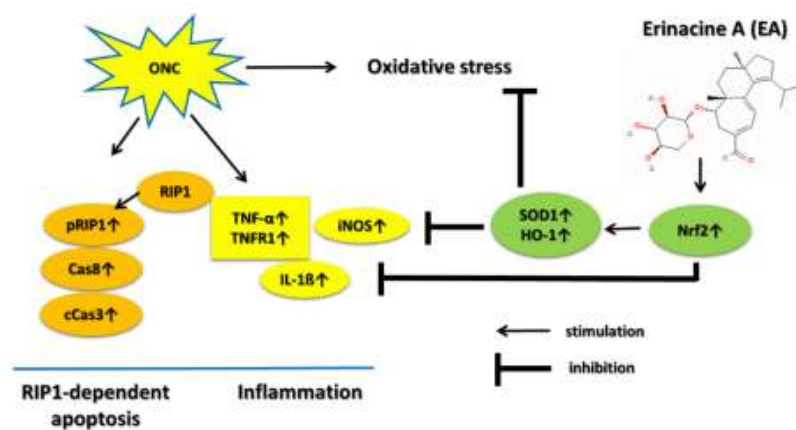 Erinacine A (EA)
ONC
Oxidative stress
RIP1
pRIP1↑
TNF-α↑
TNFR1↑
iNOS↑
SOD1↑
HO-1↑
Nrf2↑
Cas8↑
IL-1ß↑
cCas3↑
stimulation
inhibition
RIP1-dependent
apoptosis
Inflammation